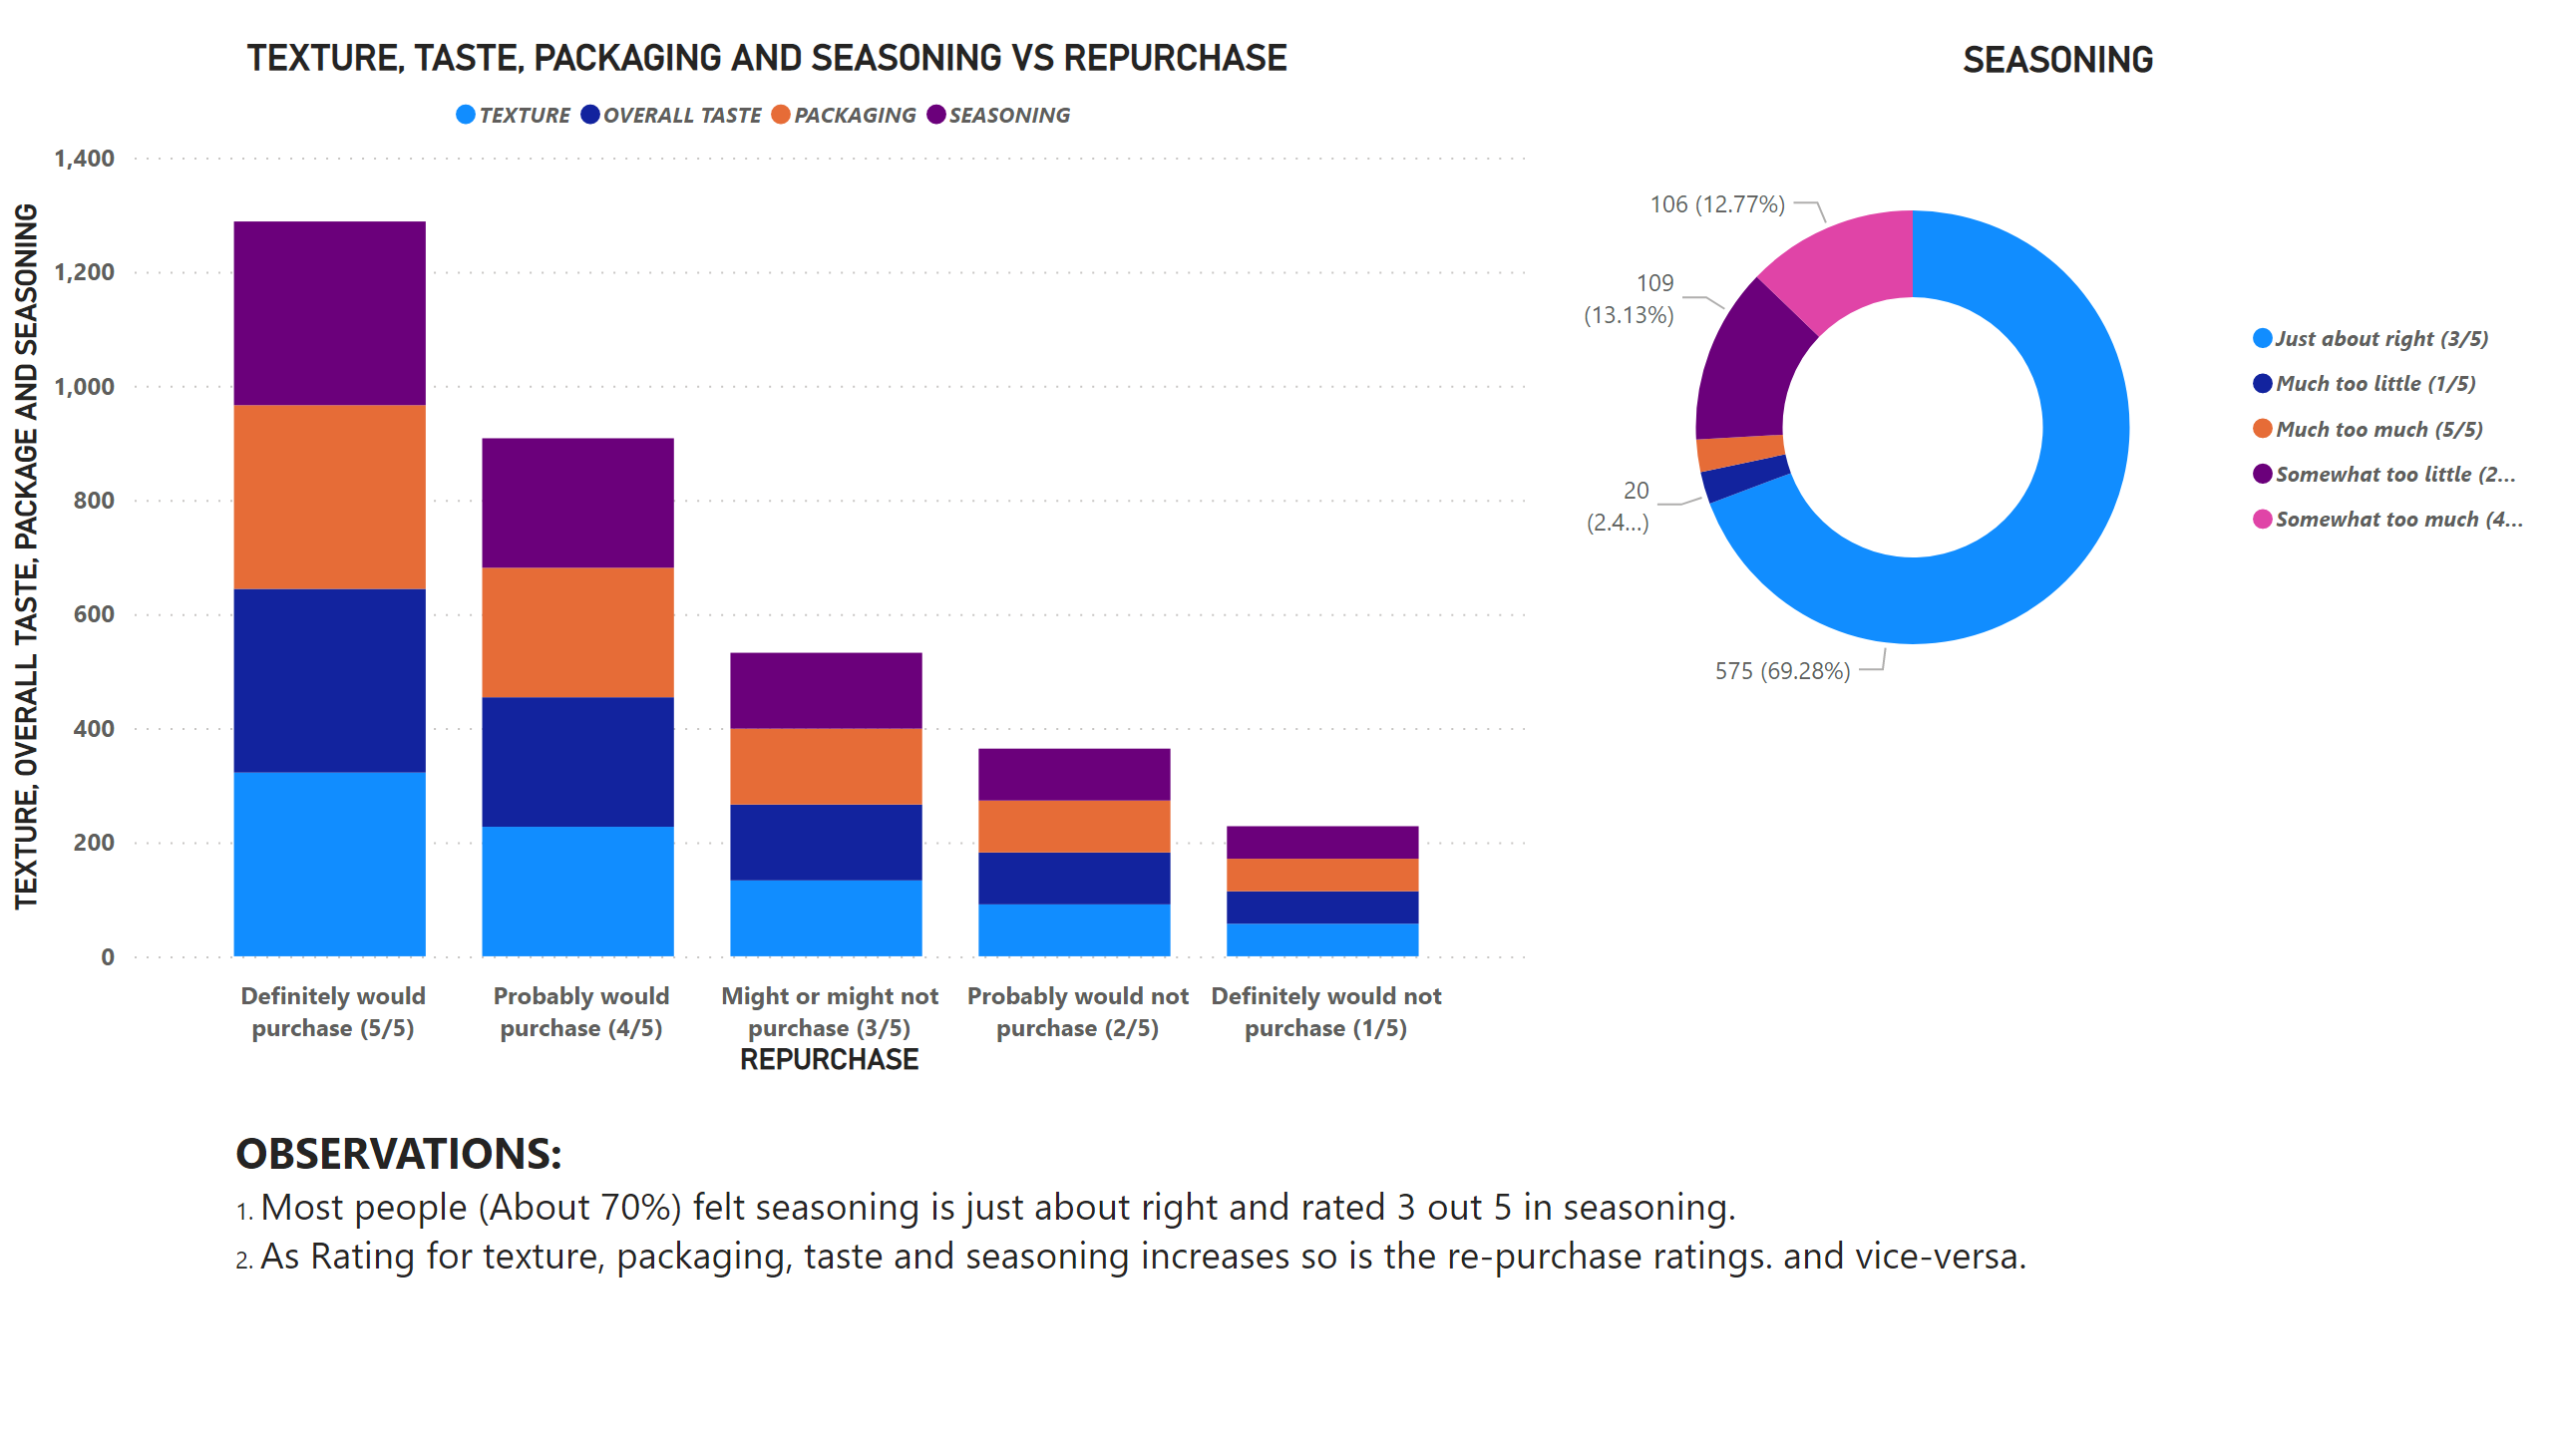 TEXTURE, TASTE, PACKAGING AND SEASONING VS REPURCHASE
TEXTURE OVERALL TASTE PACKAGING SEASONING
TEXTURE, OVERALL TASTE, PACKAGE AND SEASONING
1,400
1,200
1,000
800
600
400
200
0
Definitely would
purchase (5/5)
Probably would
purchase (4/5)
Might or might not
purchase (3/5)
Probably would not
purchase (2/5)
Definitely would not
purchase (1/5)
REPURCHASE
SEASONING
106 (12.77%)
109
(13.13%)
20
(2.4...)
575 (69.28%)
Just about right (3/5)
Much too little (1/5)
Much too much (5/5)
Somewhat too little (2...
Somewhat too much (4...
OBSERVATIONS:
1. Most people (About 70%) felt seasoning is just about right and rated 3 out 5 in seasoning.
2. As Rating for texture, packaging, taste and seasoning increases so is the re-purchase ratings. and vice-versa.